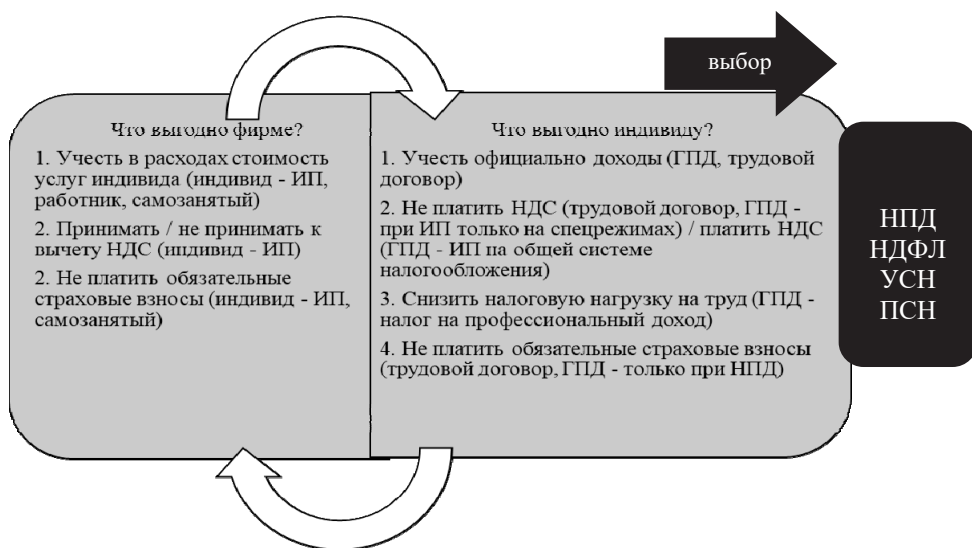 выбор
Что выгодно фирме?
1. Учесть в расходах стоимость
услуг индивида (индивид - ИП,
работник, самозанятый)
2. Принимать / не принимать к
вычету НДС (индивид - ИП)
2. Не платить обязательные
страховые взносы (индивид - ИП,
самозанятый)
Что выгодно индивиду?
1. Учесть официально доходы (ГПД, трудовой
договор)
2. Не платить НДС (трудовой договор, ГПД -
при ИП только на спецрежимах) / платить НДС
(ГПД - ИП на общей системе
налогообложения)
3. Снизить налоговую нагрузку на труд (ГПД -
налог на профессиональный доход)
4. Не платить обязательные страховые взносы
(трудовой договор, ГПД - только при НПД)
НПД
НДФЛ
УСН
ПСН